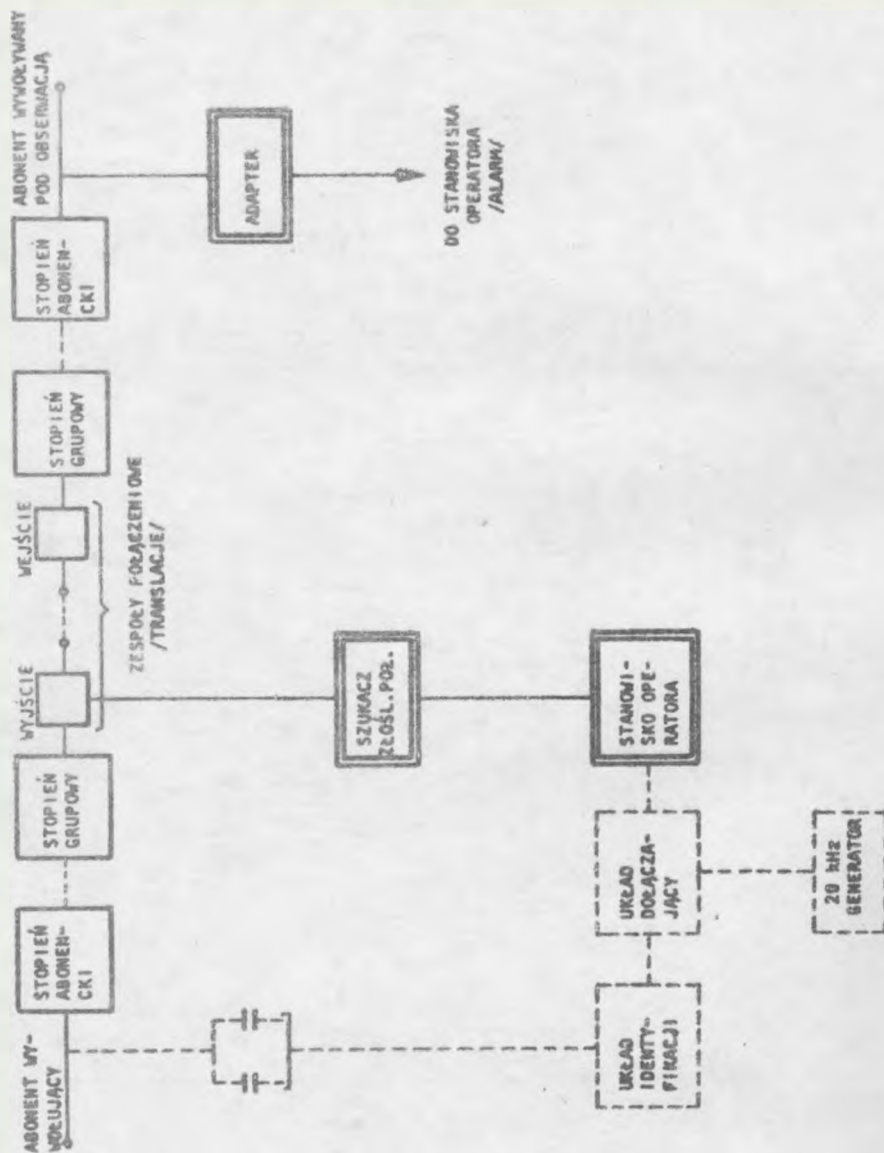 ABONENT WY-
WOŁUJĄCY
STOPIEŃ
ABONEN-
CKI
STOPIEŃ
GRUPOWY
WYJŚCIE
WEJŚCIE
ZESPOŁY POŁĄCZENIOWE
/TRANSLACJE/
STOPIEŃ
GRUPOWY
STOPIEŃ
ABONEN-
CKI
ABONENT WYWOŁYWANY
POD OBSERWACJĄ
ADAPTER
DO STANOWISKA
OPERATORA
/ALARM/
SZUKACZ
ZŁOŚL.POŁ.
STANOWI-
SKO OPE-
RATORA
UKŁAD
DOŁĄCZA-
JĄCY
UKŁAD
IDENTY-
FIKACJI
20 kHz
GENERATOR